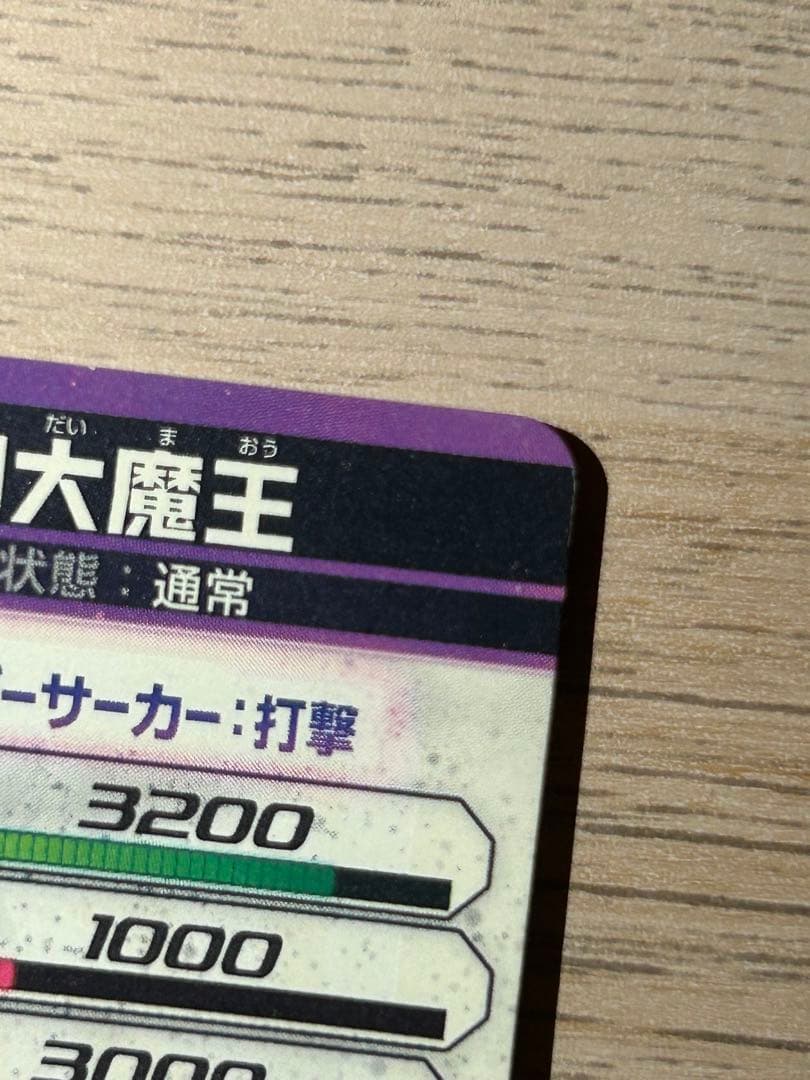 だい ま おう
大魔王
状態：通常
ーサーカー：打撃
3200
1000
3000